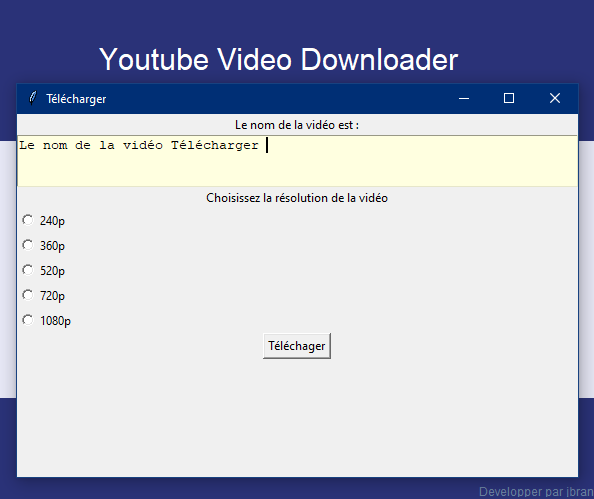 Youtube Video Downloader
Télécharger
Le nom de la vidéo est :
Le nom de la vidéo Télécharger
Choisissez la résolution de la vidéo
240p
360p
520p
720p
1080p
Téléchager
Developper par jbran